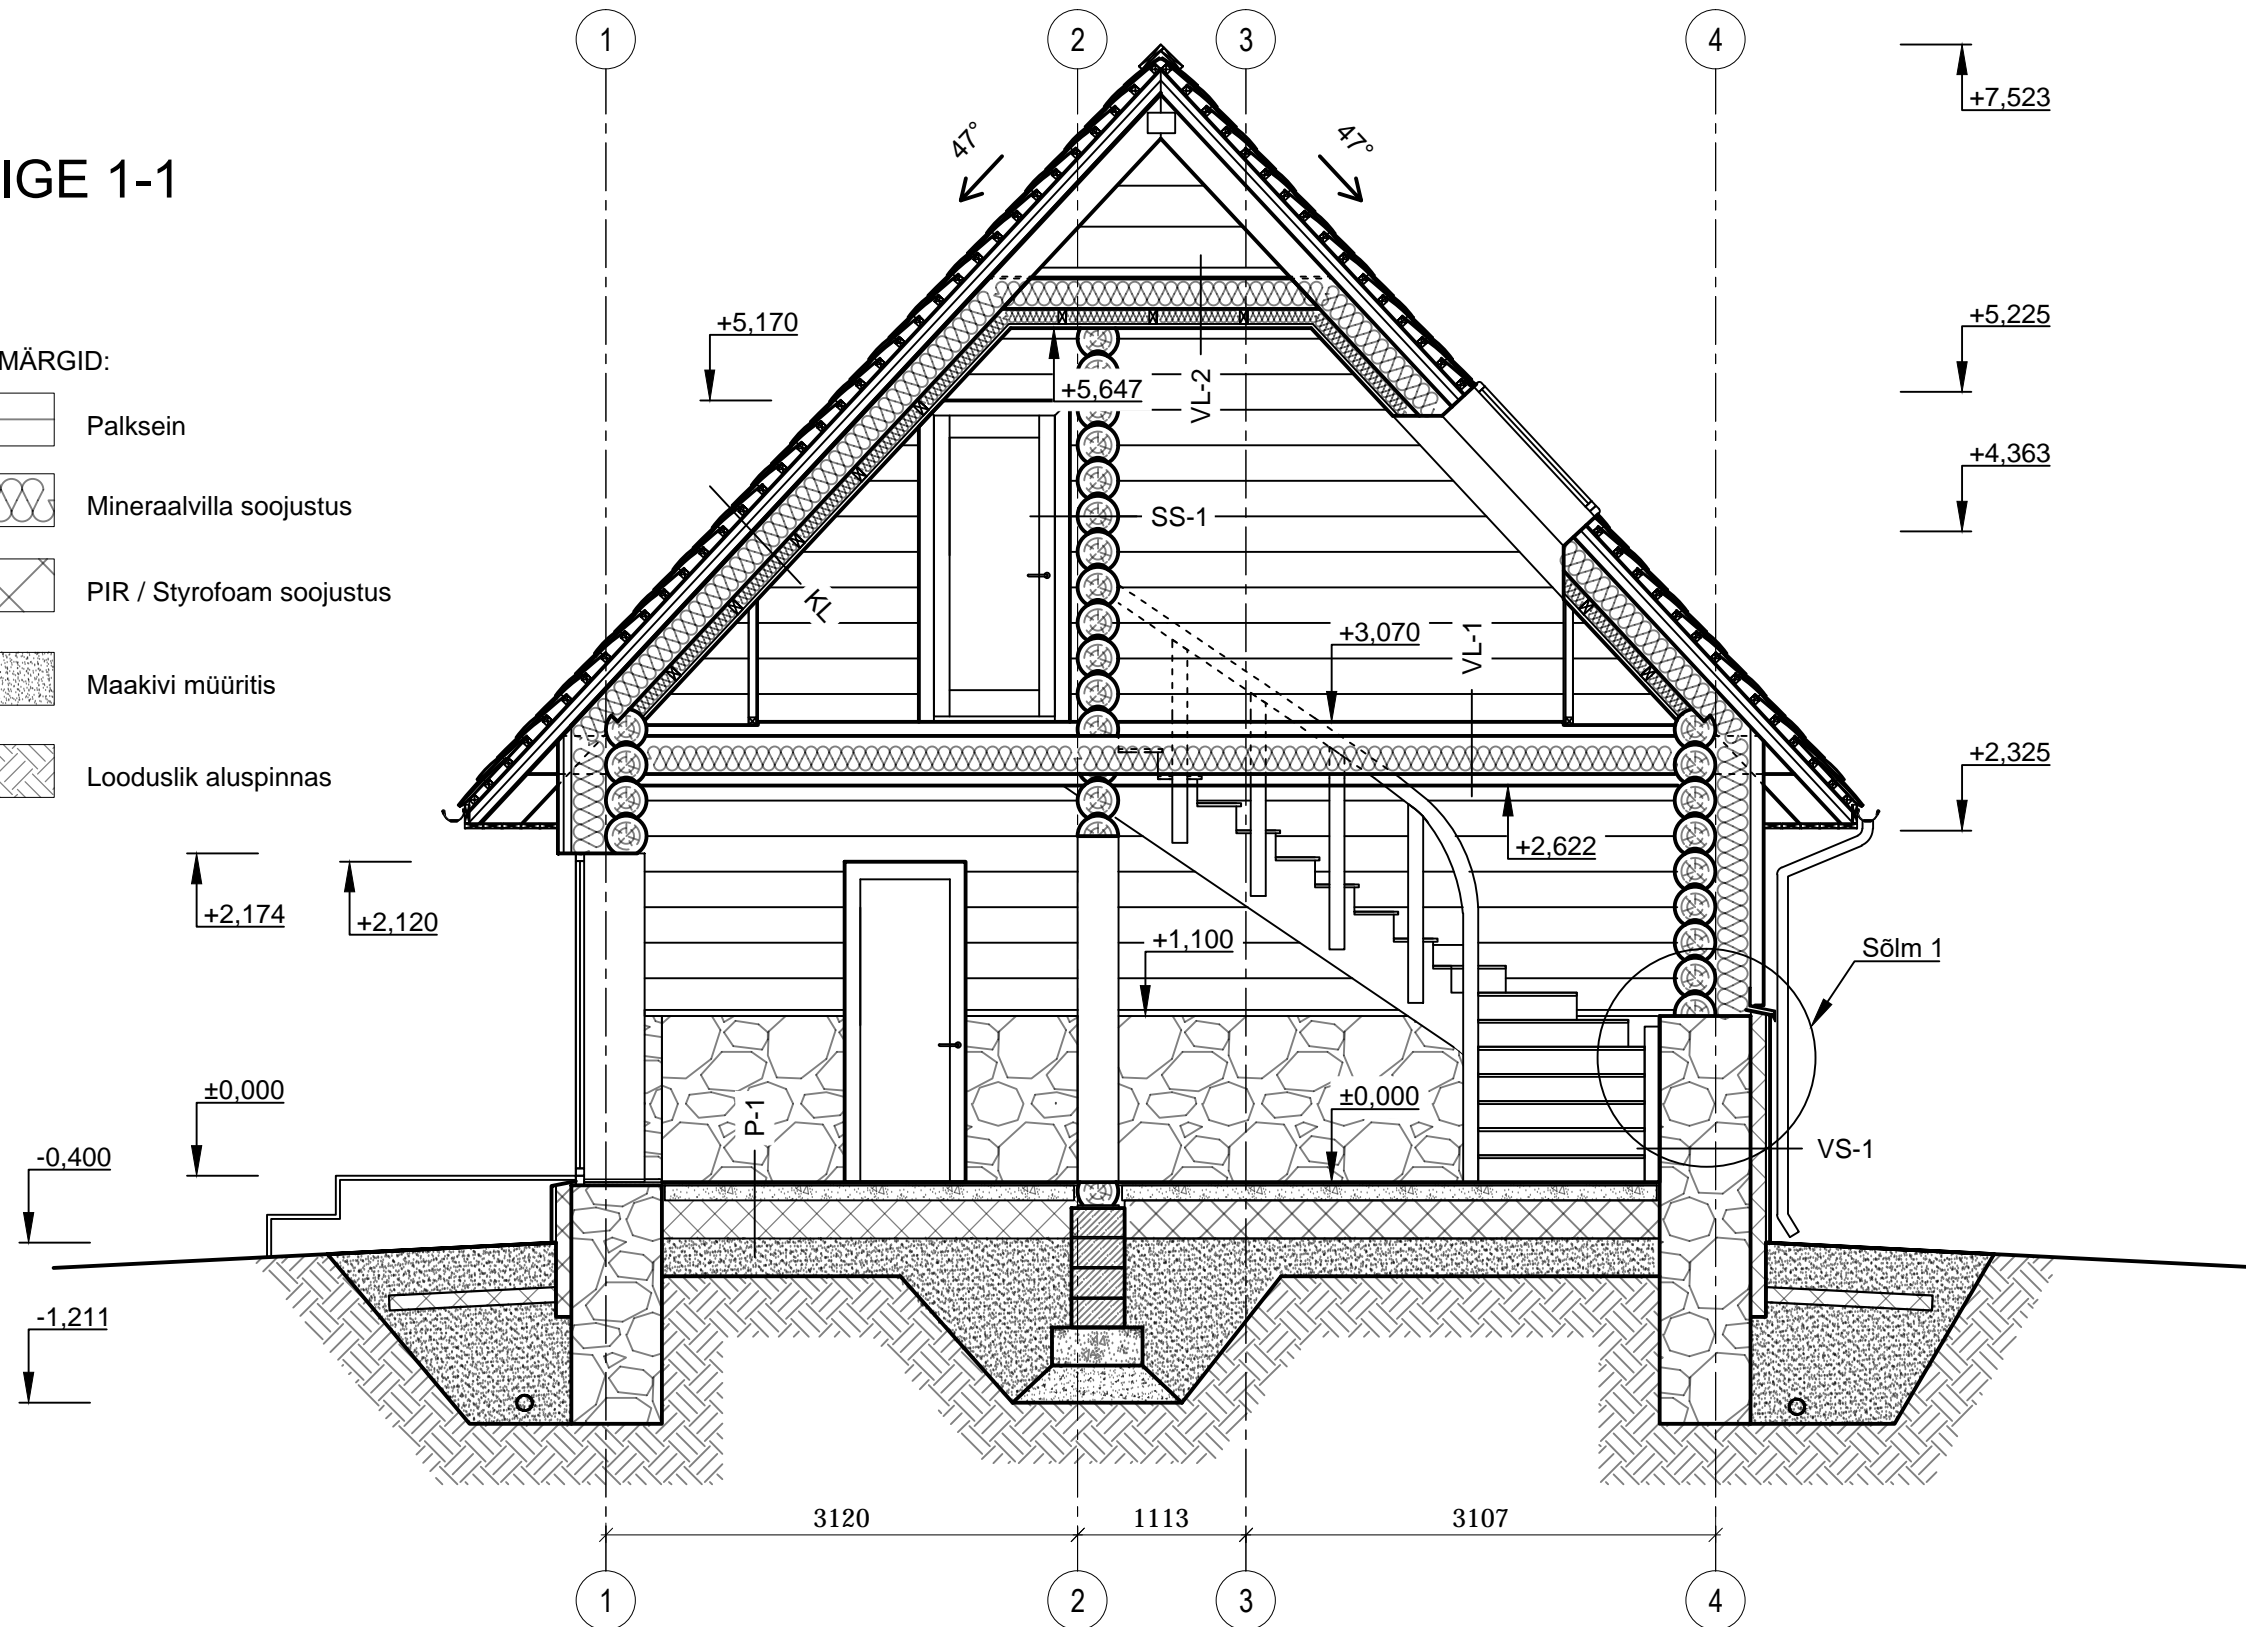 1
2
3
4
+7,523
47°
47°
IGE 1-1
+5,170
+5,225
MÄRGID:
+5,647
VL-2
Palksein
+4,363
Mineraalvilla soojustus
SS-1
PIR / Styrofoam soojustus
KL
+3,070
VL-1
Maakivi müüritis
+2,325
Looduslik aluspinnas
+2,622
+2,174
+2,120
+1,100
Sõlm 1
±0,000
±0,000
P-1
-0,400
VS-1
-1,211
3120
1113
3107
1
2
3
4